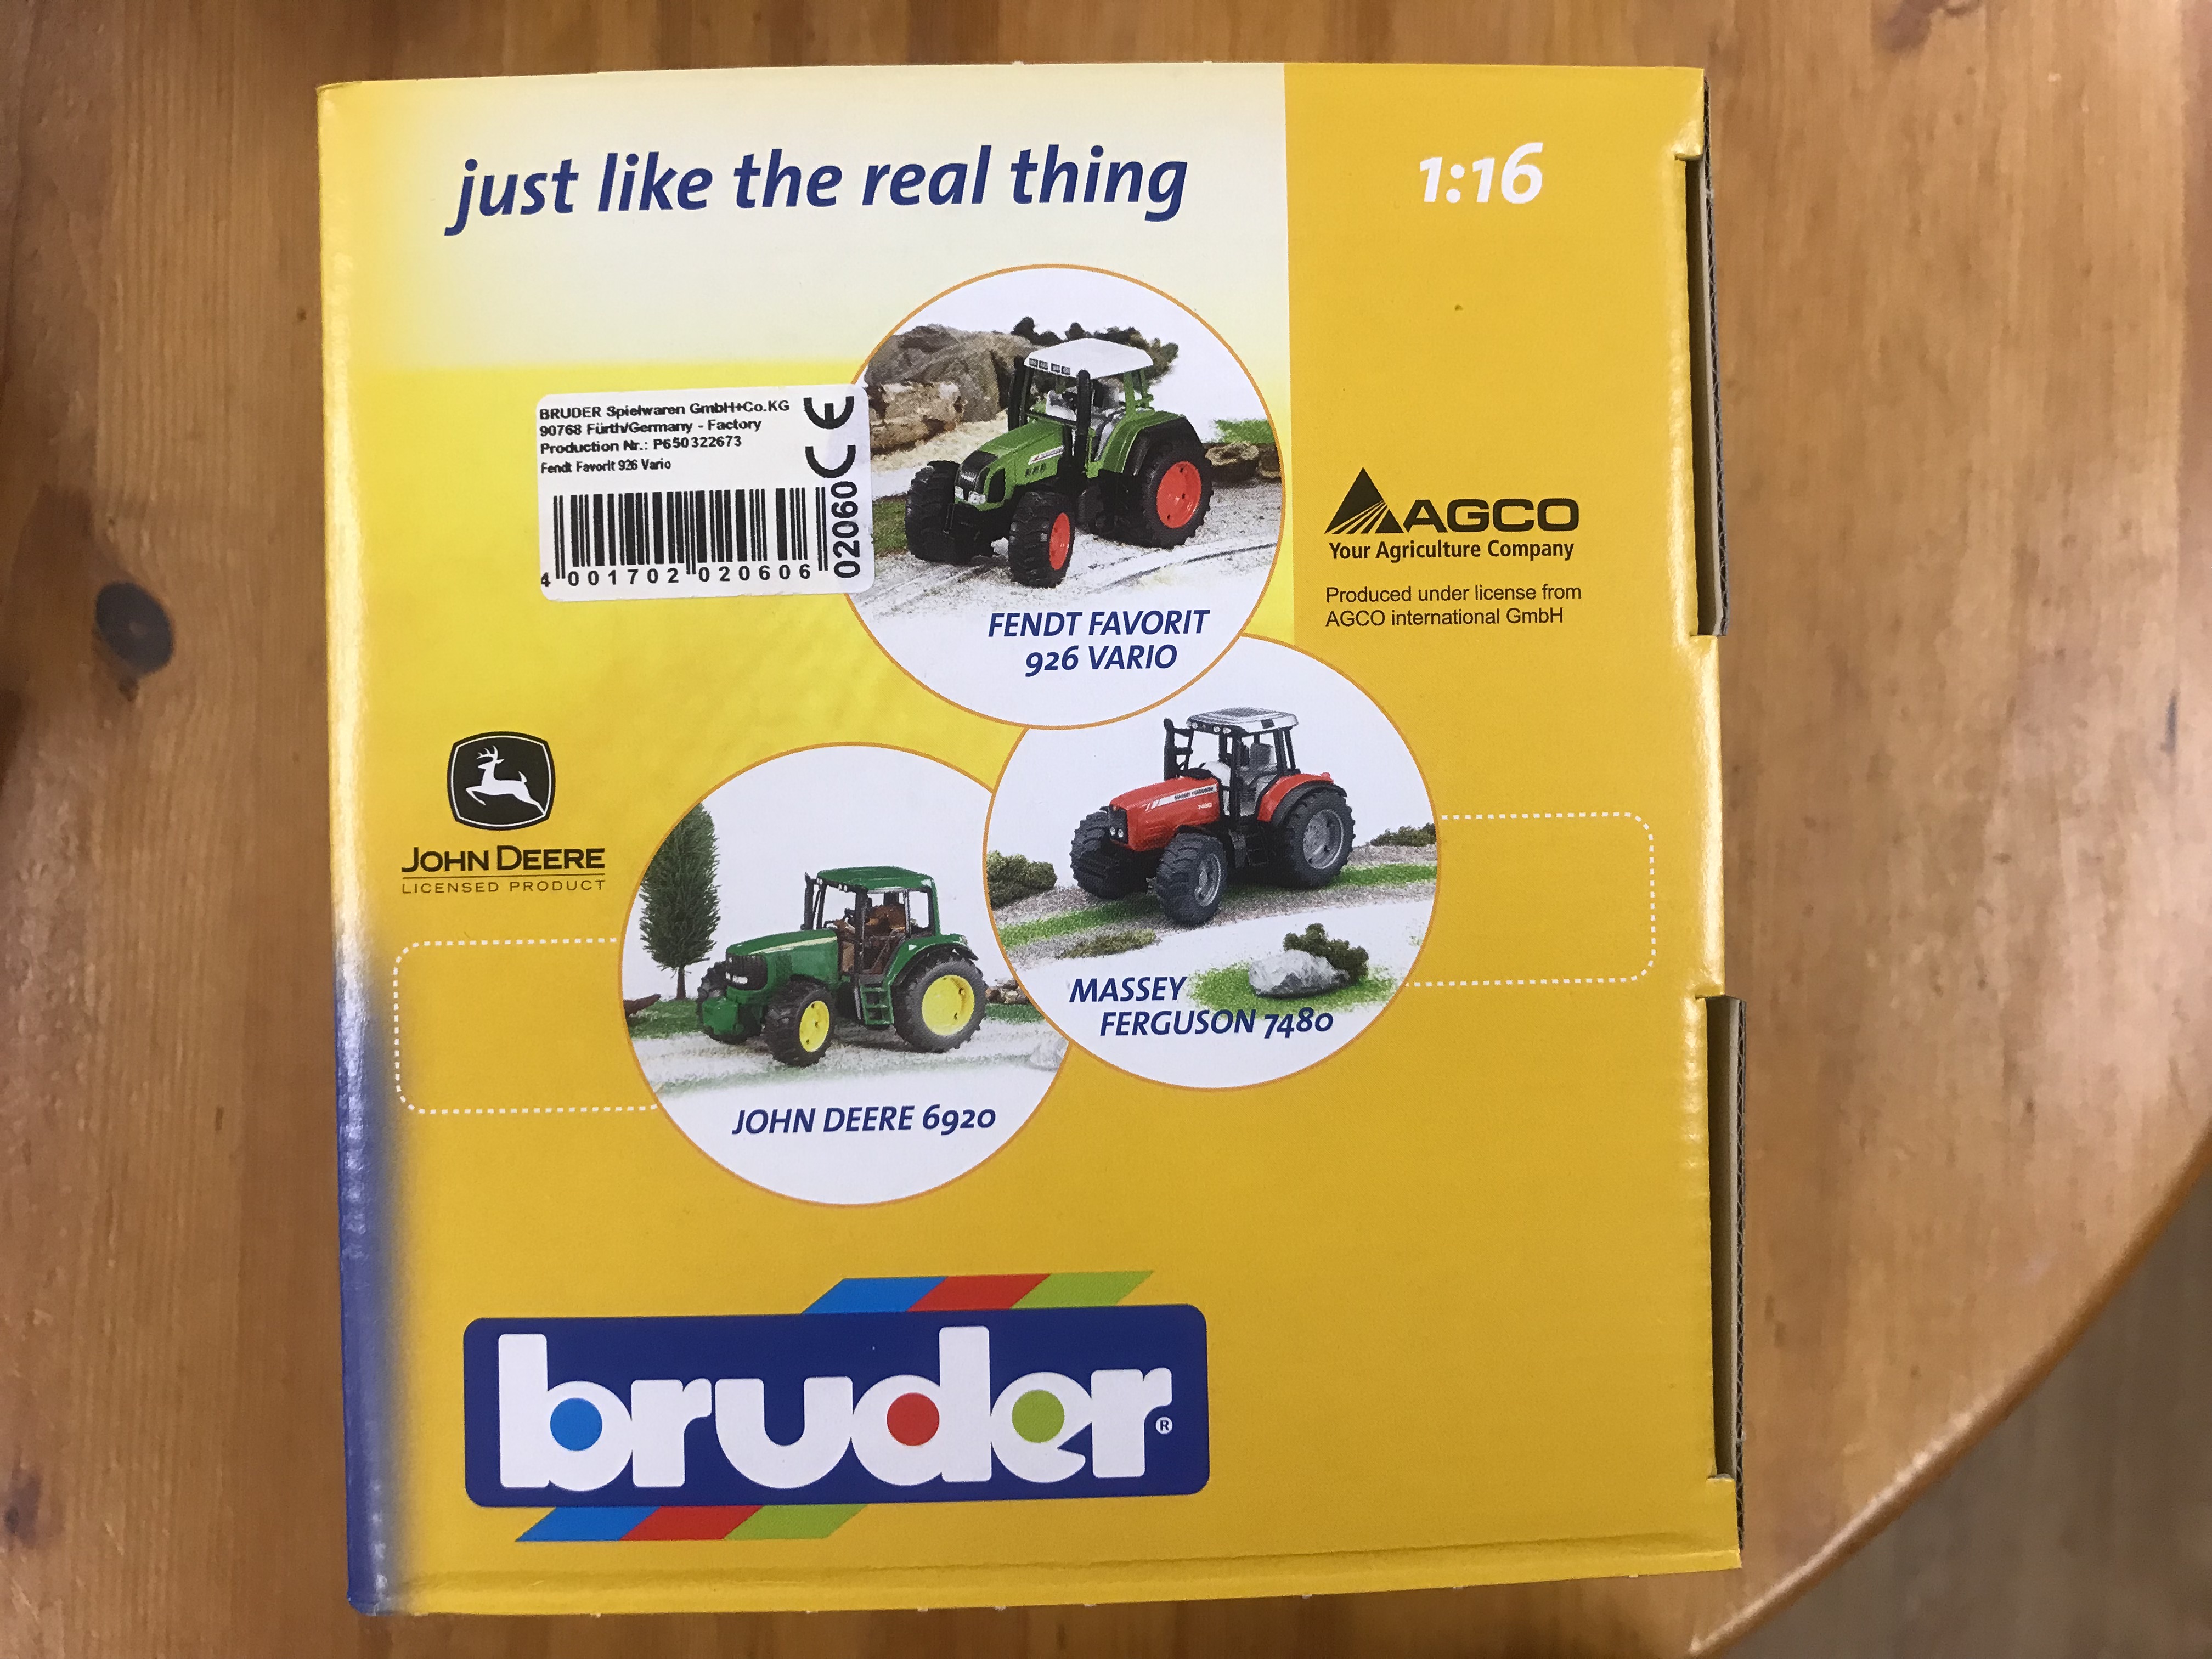 just like the real thing
1:16
BRUDER Spielwaren GmbH+Co.KG
90768 Fürth/Germany - Factory
Production Nr.: P650322673
Fendt Favorit 926 Vario
CE
02060
4 001702 020606
FENDT FAVORIT
926 VARIO
AGCO
Your Agriculture Company
Produced under license from
AGCO international GmbH
JOHN DEERE
LICENSED PRODUCT
MASSEY
FERGUSON 7480
JOHN DEERE 6920
bruder®